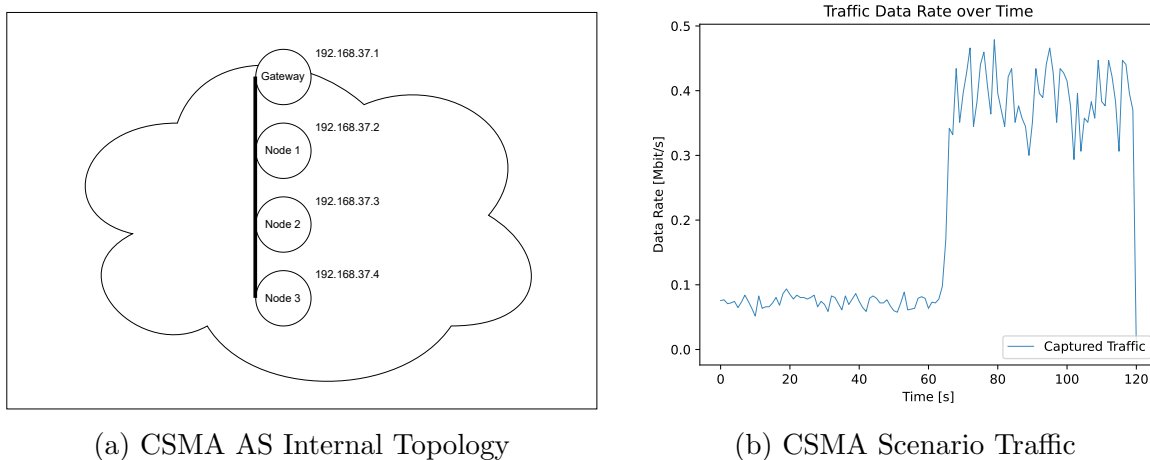 192.168.37.1
Gateway
192.168.37.2
Node 1
192.168.37.3
Node 2
192.168.37.4
Node 3
(a) CSMA AS Internal Topology
Traffic Data Rate over Time
Data Rate [Mbit/s]
0.5
0.4
0.3
0.2
0.1
0.0
Captured Traffic
0 20 40 60 80 100 120
Time [s]
(b) CSMA Scenario Traffic